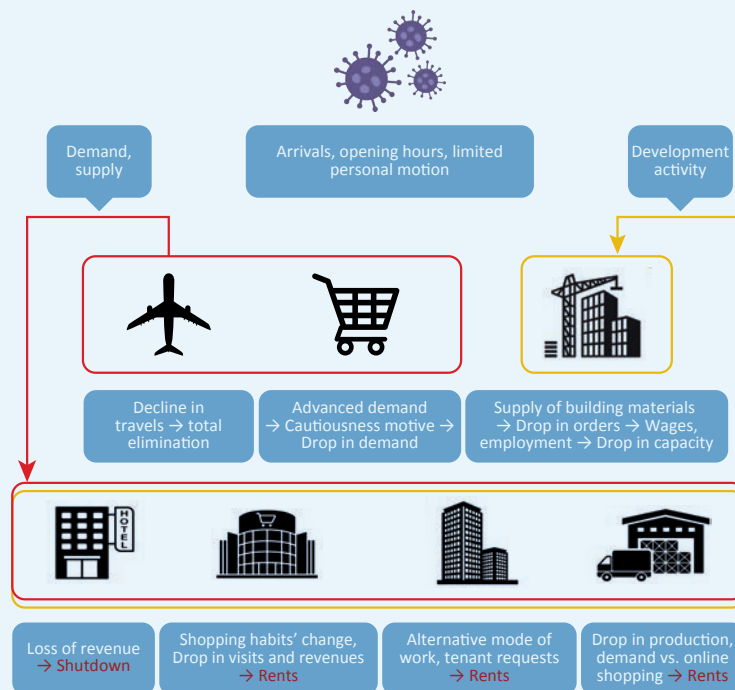 Demand,
supply
Arrivals, opening hours, limited
personal motion
Development
activity
Decline in
travels → total
elimination
Advanced demand
→ Cautiousness motive →
Drop in demand
Supply of building materials
→ Drop in orders → Wages,
employment → Drop in capacity
HOTEL
Loss of revenue
→ Shutdown
Shopping habits’ change,
Drop in visits and revenues
→ Rents
Alternative mode of
work, tenant requests
→ Rents
Drop in production,
demand vs. online
shopping → Rents